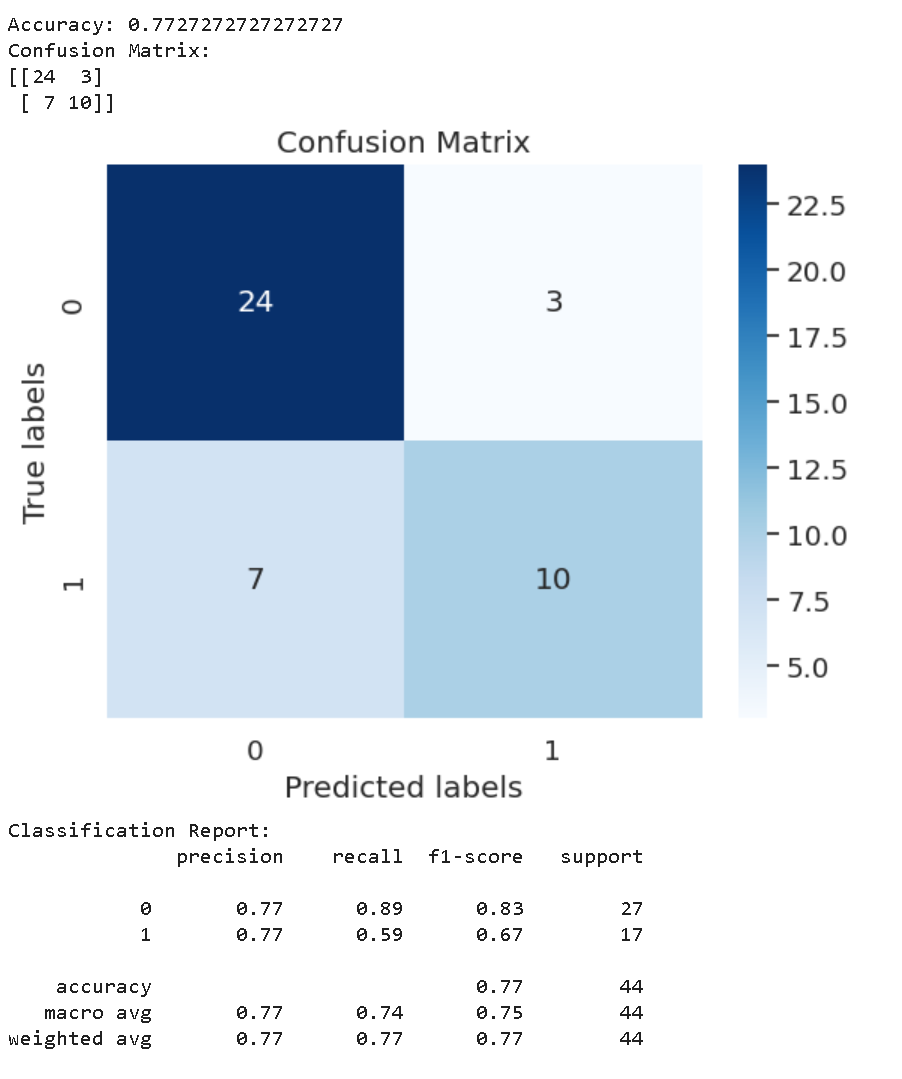 Accuracy: 0.7727272727272727
Confusion Matrix:
[[24  3]
 [ 7 10]]
Confusion Matrix
22.5
20.0
17.5
15.0
12.5
10.0
7.5
5.0
True labels
0
24 3
1
7 10
0 1
Predicted labels
Classification Report:
precision recall f1-score support
0 0.77 0.89 0.83 27
1 0.77 0.59 0.67 17
accuracy 0.77 44
macro avg 0.77 0.74 0.75 44
weighted avg 0.77 0.77 0.77 44